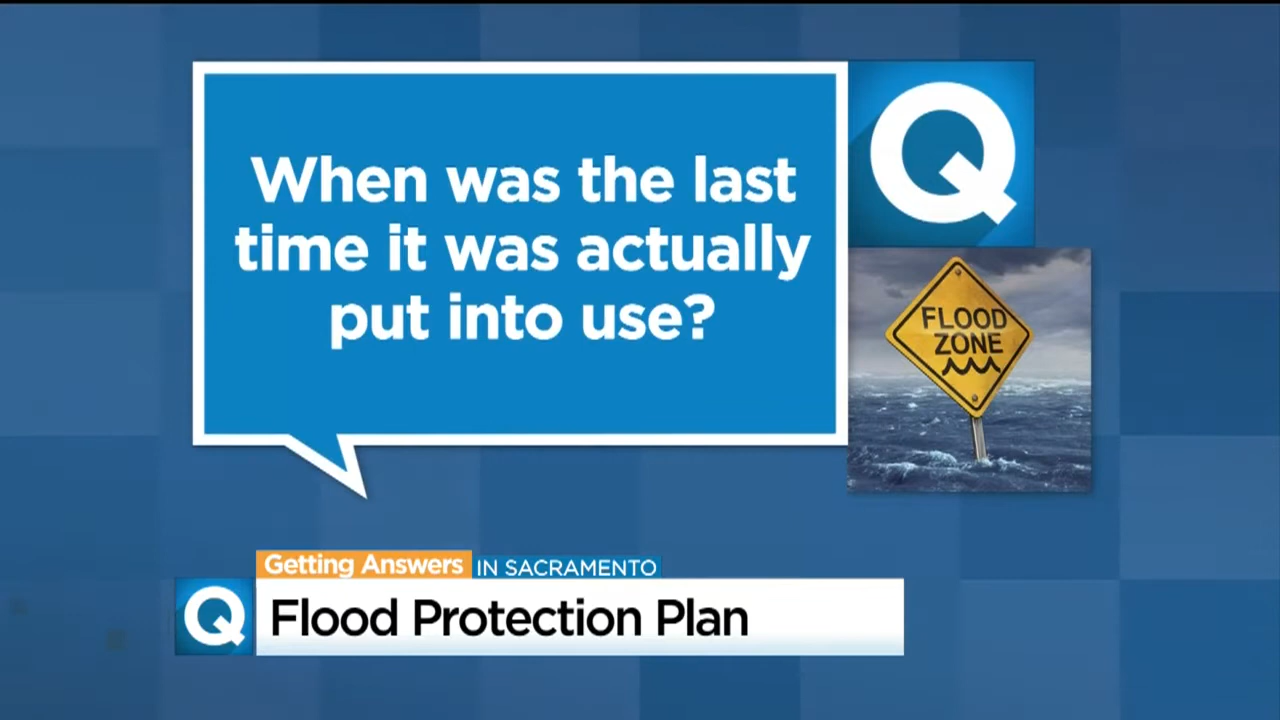 When was the last
time it was actually
put into use?
Q
FLOOD
ZONE
Getting Answers IN SACRAMENTO
Q Flood Protection Plan